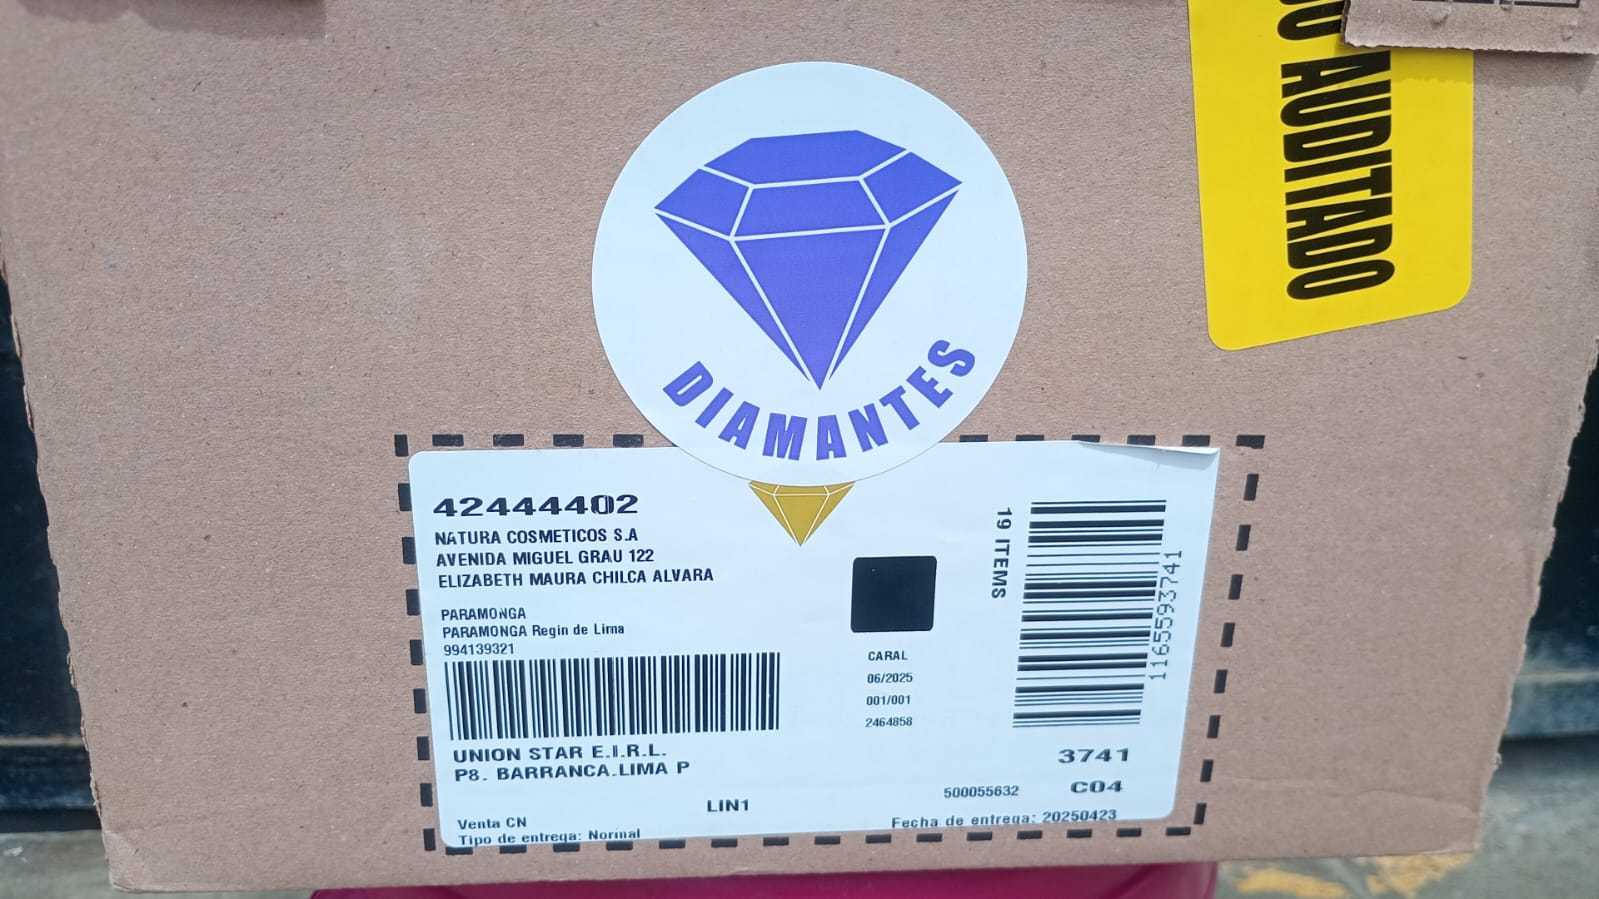 AUDITADO
DIAMANTES
42444402
NATURA COSMETICOS S.A
AVENIDA MIGUEL GRAU 122
ELIZABETH MAURA CHILCA ALVARA
PARAMONGA
PARAMONGA Regin de Lima
994139321
UNION STAR E.I.R.L.
P8. BARRANCA.LIMA P
LIN1
Venta CN
Tipo de entrega: Normal
CARAL
06/2025
001/001
2464858
19 ITEMS
1165593741
3741
C04
500055632
Fecha de entrega: 20250423